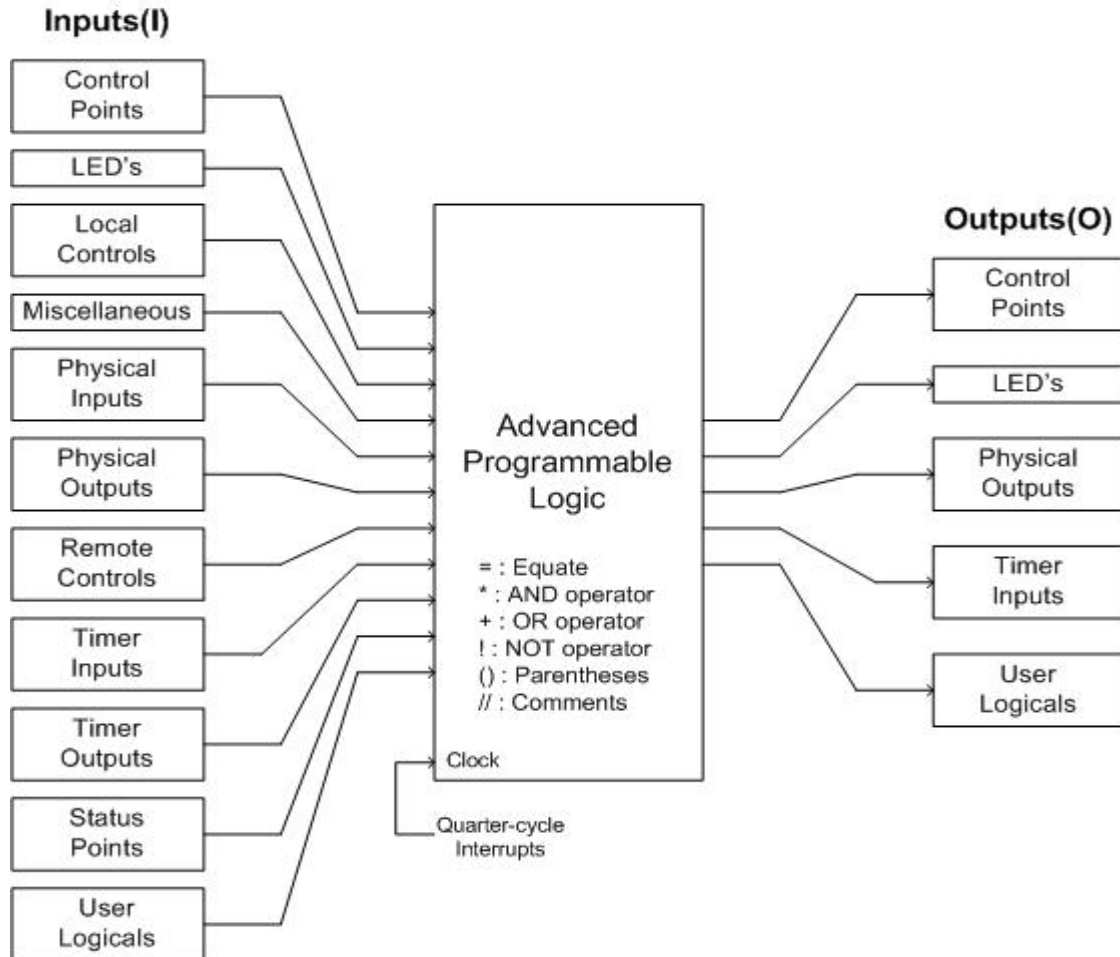 Inputs(I)
Control
Points
LED's
Local
Controls
Miscellaneous
Physical
Inputs
Physical
Outputs
Remote
Controls
Timer
Inputs
Timer
Outputs
Status
Points
User
Logicals
Advanced
Programmable
Logic
= : Equate
* : AND operator
+ : OR operator
! : NOT operator
() : Parentheses
// : Comments
Clock
Quarter-cycle
Interrupts
Outputs(O)
Control
Points
LED's
Physical
Outputs
Timer
Inputs
User
Logicals